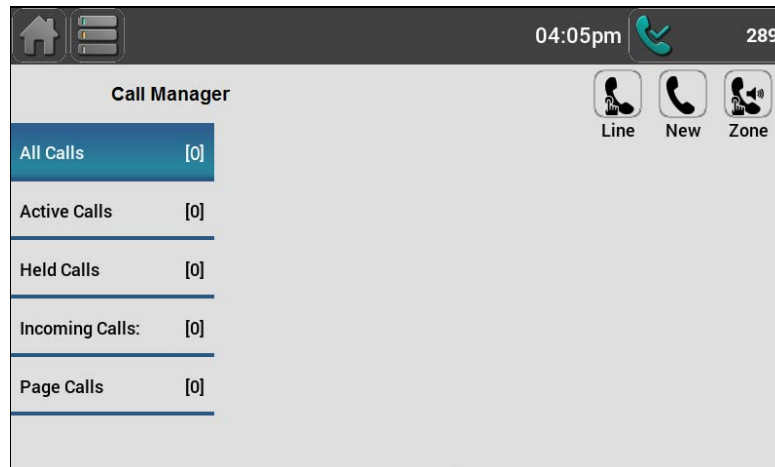 04:05pm 289
Call Manager
Line New Zone
All Calls [0]
Active Calls [0]
Held Calls [0]
Incoming Calls: [0]
Page Calls [0]